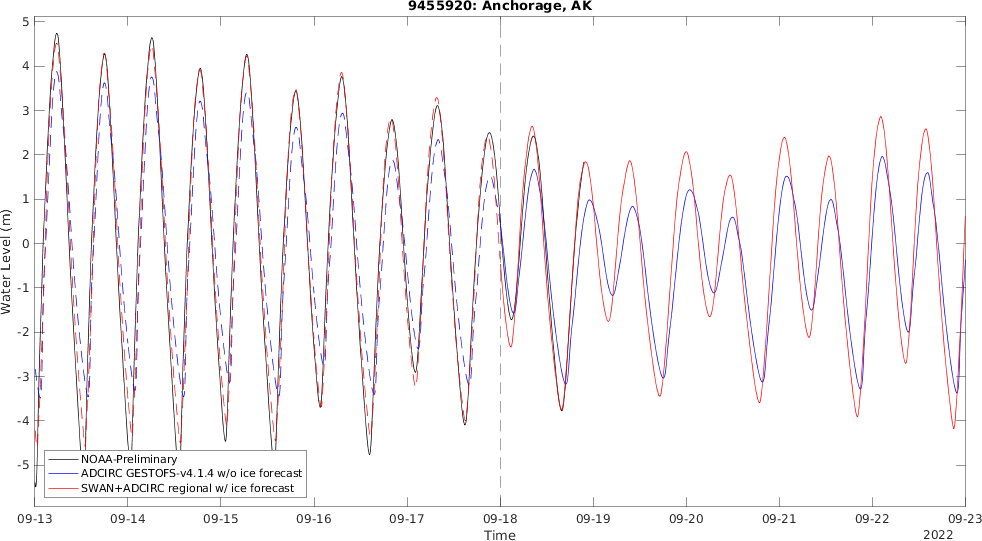 9455920: Anchorage, AK
5
4
3
2
1
0
-1
-2
-3
-4
-5
Water Level (m)
NOAA-Preliminary
ADCIRC GESTOFS-v4.1.4 w/o ice forecast
SWAN+ADCIRC regional w/ ice forecast
09-13 09-14 09-15 09-16 09-17 09-18 09-19 09-20 09-21 09-22 09-23
Time
2022